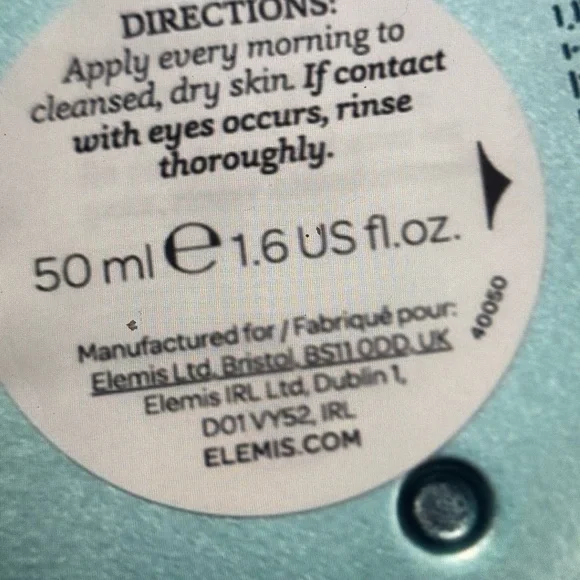 DIRECTIONS:
Apply every morning to
cleansed, dry skin. If contact
with eyes occurs, rinse
thoroughly.
50 ml e 1.6 US fl.oz.
40050
Manufactured for / Fabriqué pour:
Elemis Ltd, Bristol, BS11 0DD, UK
Elemis IRL Ltd, Dublin 1,
D01 VY52, IRL
ELEMIS.COM